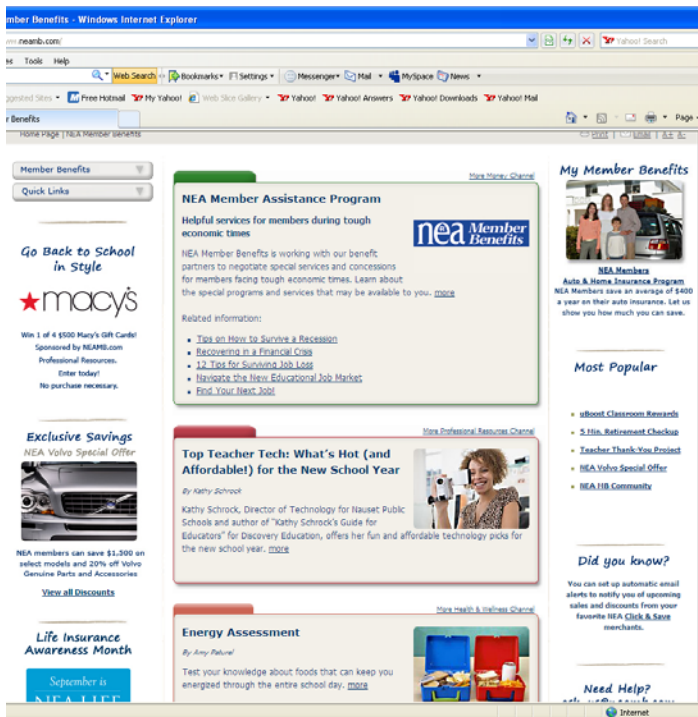 mber Benefits - Windows Internet Explorer
neamb.com/
Yahoo! Search
es Tools Help
Web Search
Bookmarks
Settings
Messenger
Mail
MySpace
News
ggested Sites
Free Hotmail
My Yahoo!
Web Slice Gallery
Yahoo!
Yahoo! Answers
Yahoo! Downloads
Yahoo! Mail
r Benefits
Page
Home Page | NEA Member Benefits
Print | Email | A+ A-
Member Benefits
Quick Links
Go Back to School
in Style
macy's
Win 1 of 4 $500 Macy's Gift Cards!
Sponsored by NEAMB.com
Professional Resources.
Enter today!
No purchase necessary.
Exclusive Savings
NEA Volvo Special Offer
NEA members can save $1,500 on
select models and 20% off Volvo
Genuine Parts and Accessories
View all Discounts
Life Insurance
Awareness Month
September is
NEA LIFE
More Money Channel
NEA Member Assistance Program
Helpful services for members during tough
economic times
nea Member
Benefits
NEA Member Benefits is working with our benefit
partners to negotiate special services and concessions
for members facing tough economic times. Learn about
the special programs and services that may be available to you. more
Related information:
Tips on How to Survive a Recession
Recovering in a Financial Crisis
12 Tips for Surviving Job Loss
Navigate the New Educational Job Market
Find Your Next Job!
More Professional Resources Channel
Top Teacher Tech: What's Hot (and
Affordable!) for the New School Year
By Kathy Schrock
Kathy Schrock, Director of Technology for Nauset Public
Schools and author of "Kathy Schrock's Guide for
Educators" for Discovery Education, offers her fun and affordable technology picks for
the new school year. more
More Health & Wellness Channel
Energy Assessment
By Amy Paturel
Test your knowledge about foods that can keep you
energized through the entire school day. more
My Member Benefits
NEA Members
Auto & Home Insurance Program
NEA Members save an average of $400
a year on their auto insurance. Let us
show you how much you can save.
Most Popular
uBoost Classroom Rewards
5 Min. Retirement Checkup
Teacher Thank-You Project
NEA Volvo Special Offer
NEA MB Community
Did you know?
You can set up automatic email
alerts to notify you of upcoming
sales and discounts from your
favorite NEA Click & Save
merchants.
Need Help?
Internet